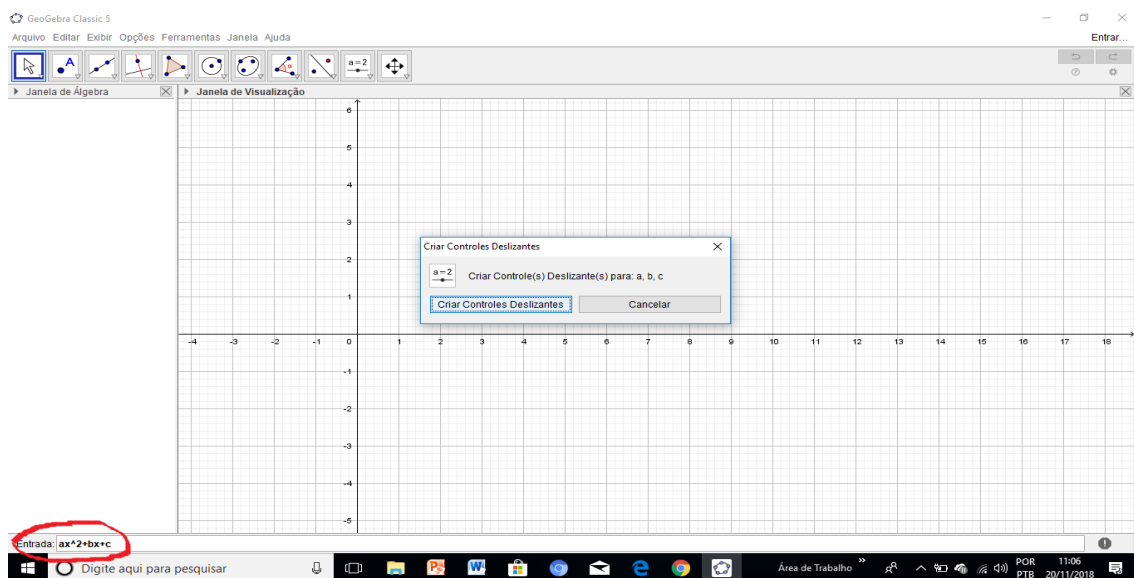 GeoGebra Classic 5
Arquivo Editar Exibir Opções Ferramentas Janela Ajuda
Entrar...
A
α
a=2
Janela de Álgebra
Janela de Visualização
6
5
4
3
2
1
-4 -3 -2 -1 0 1 2 3 4 5 6 7 8 9 10 11 12 13 14 15 16 17 18
-1
-2
-3
-4
-5
Criar Controles Deslizantes
a=2
Criar Controle(s) Deslizante(s) para: a, b, c
Criar Controles Deslizantes
Cancelar
Entrada: ax^2+bx+c
Digite aqui para pesquisar
Área de Trabalho
POR
PTB
11:06
20/11/2018